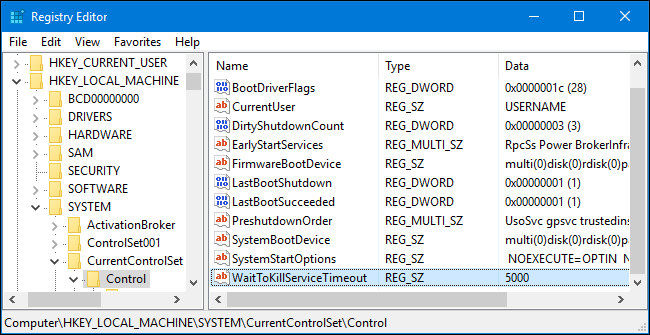 Registry Editor
File Edit View Favorites Help
HKEY_CURRENT_USER
HKEY_LOCAL_MACHINE
BCD00000000
DRIVERS
HARDWARE
SAM
SECURITY
SOFTWARE
SYSTEM
ActivationBroker
ControlSet001
CurrentControlSet
Control
Name Type Data
BootDriverFlags REG_DWORD 0x0000001c (28)
CurrentUser REG_SZ USERNAME
DirtyShutdownCount REG_DWORD 0x00000003 (3)
EarlyStartServices REG_MULTI_SZ RpcSs Power BrokerInfra
FirmwareBootDevice REG_SZ multi(0)disk(0)rdisk(0)pa
LastBootShutdown REG_DWORD 0x00000001 (1)
LastBootSucceeded REG_DWORD 0x00000001 (1)
PreshutdownOrder REG_MULTI_SZ UsoSvc gpsvc trustedins
SystemBootDevice REG_SZ multi(0)disk(0)rdisk(0)pa
SystemStartOptions REG_SZ NOEXECUTE=OPTIN N
WaitToKillServiceTimeout REG_SZ 5000
Computer\HKEY_LOCAL_MACHINE\SYSTEM\CurrentControlSet\Control